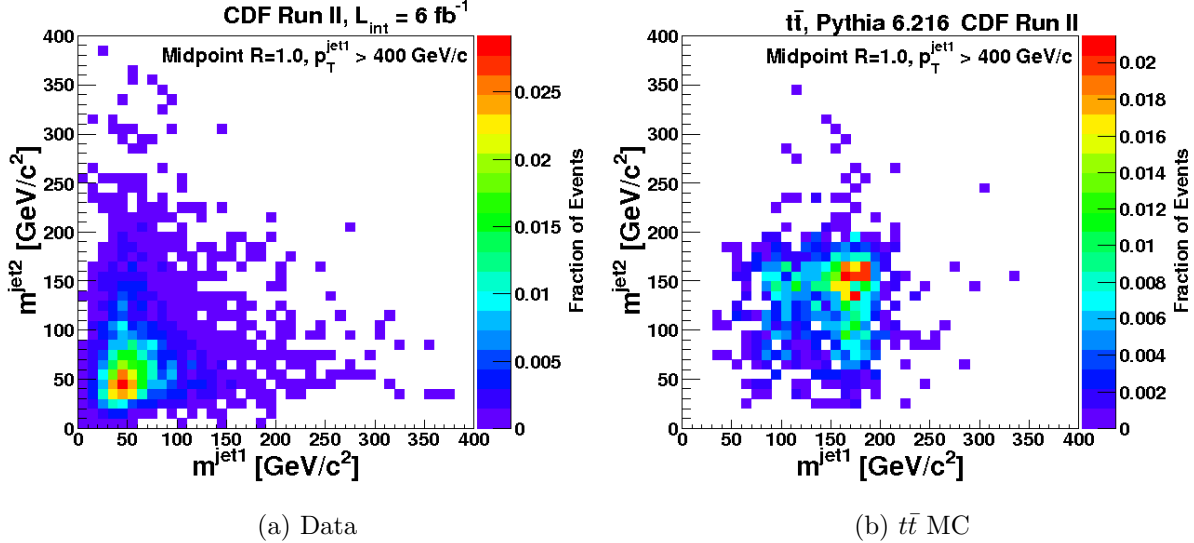 CDF Run II, L_int = 6 fb⁻¹
Midpoint R=1.0, p_T^jet1 > 400 GeV/c
m^jet2 [GeV/c²]
400
350
300
250
200
150
100
50
0
0 50 100 150 200 250 300 350 400
m^jet1 [GeV/c²]
0.025
0.02
0.015
0.01
0.005
0
Fraction of Events
(a) Data
tt̄, Pythia 6.216 CDF Run II
Midpoint R=1.0, p_T^jet1 > 400 GeV/c
m^jet2 [GeV/c²]
400
350
300
250
200
150
100
50
0
0 50 100 150 200 250 300 350 400
m^jet1 [GeV/c²]
0.02
0.018
0.016
0.014
0.012
0.01
0.008
0.006
0.004
0.002
0
Fraction of Events
(b) tt̄ MC